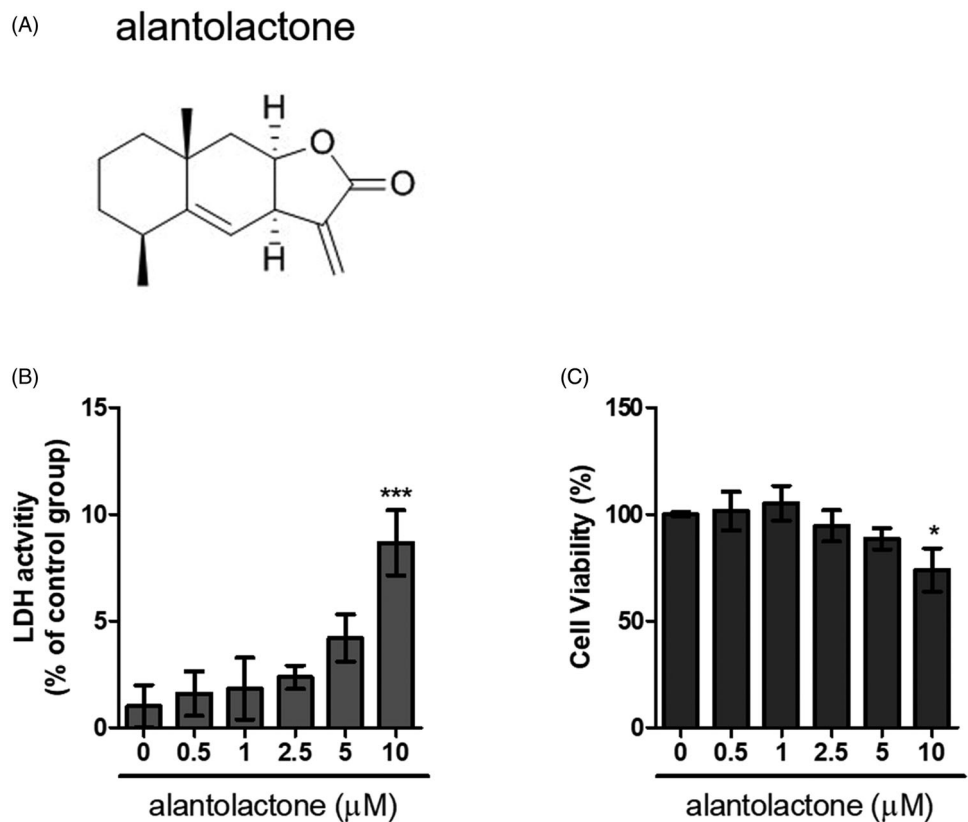 (A) alantolactone
H
O
O
H
(B)
15
10
5
0
LDH actvitiy
(% of control group)
***
0 0.5 1 2.5 5 10
alantolactone (μM)
(C)
150
100
50
0
Cell Viability (%)
*
0 0.5 1 2.5 5 10
alantolactone (μM)